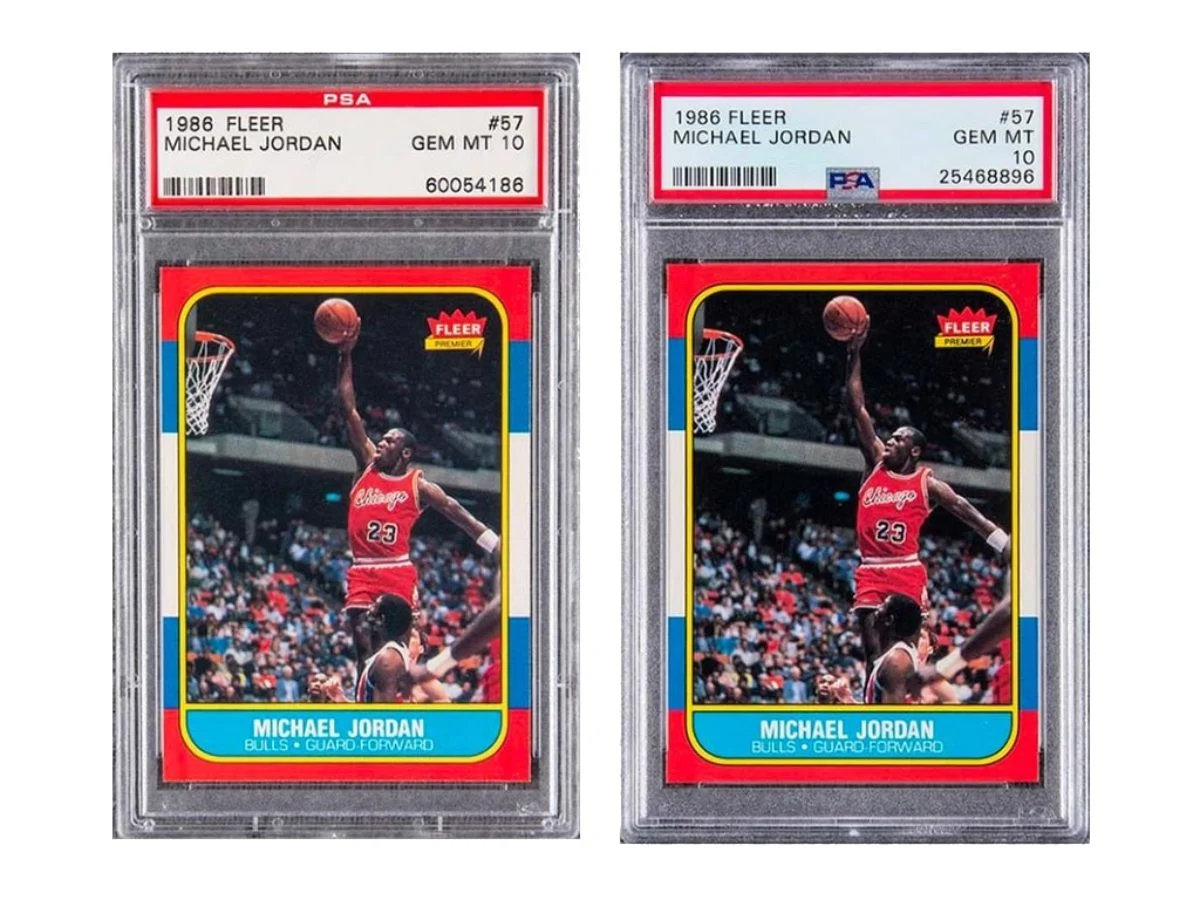 PSA
1986 FLEER #57
MICHAEL JORDAN GEM MT 10
60054186
FLEER
PREMIER
Chicago
23
MICHAEL JORDAN
BULLS • GUARD-FORWARD
1986 FLEER #57
MICHAEL JORDAN GEM MT
10
PSA 25468896
FLEER
PREMIER
Chicago
23
MICHAEL JORDAN
BULLS • GUARD-FORWARD